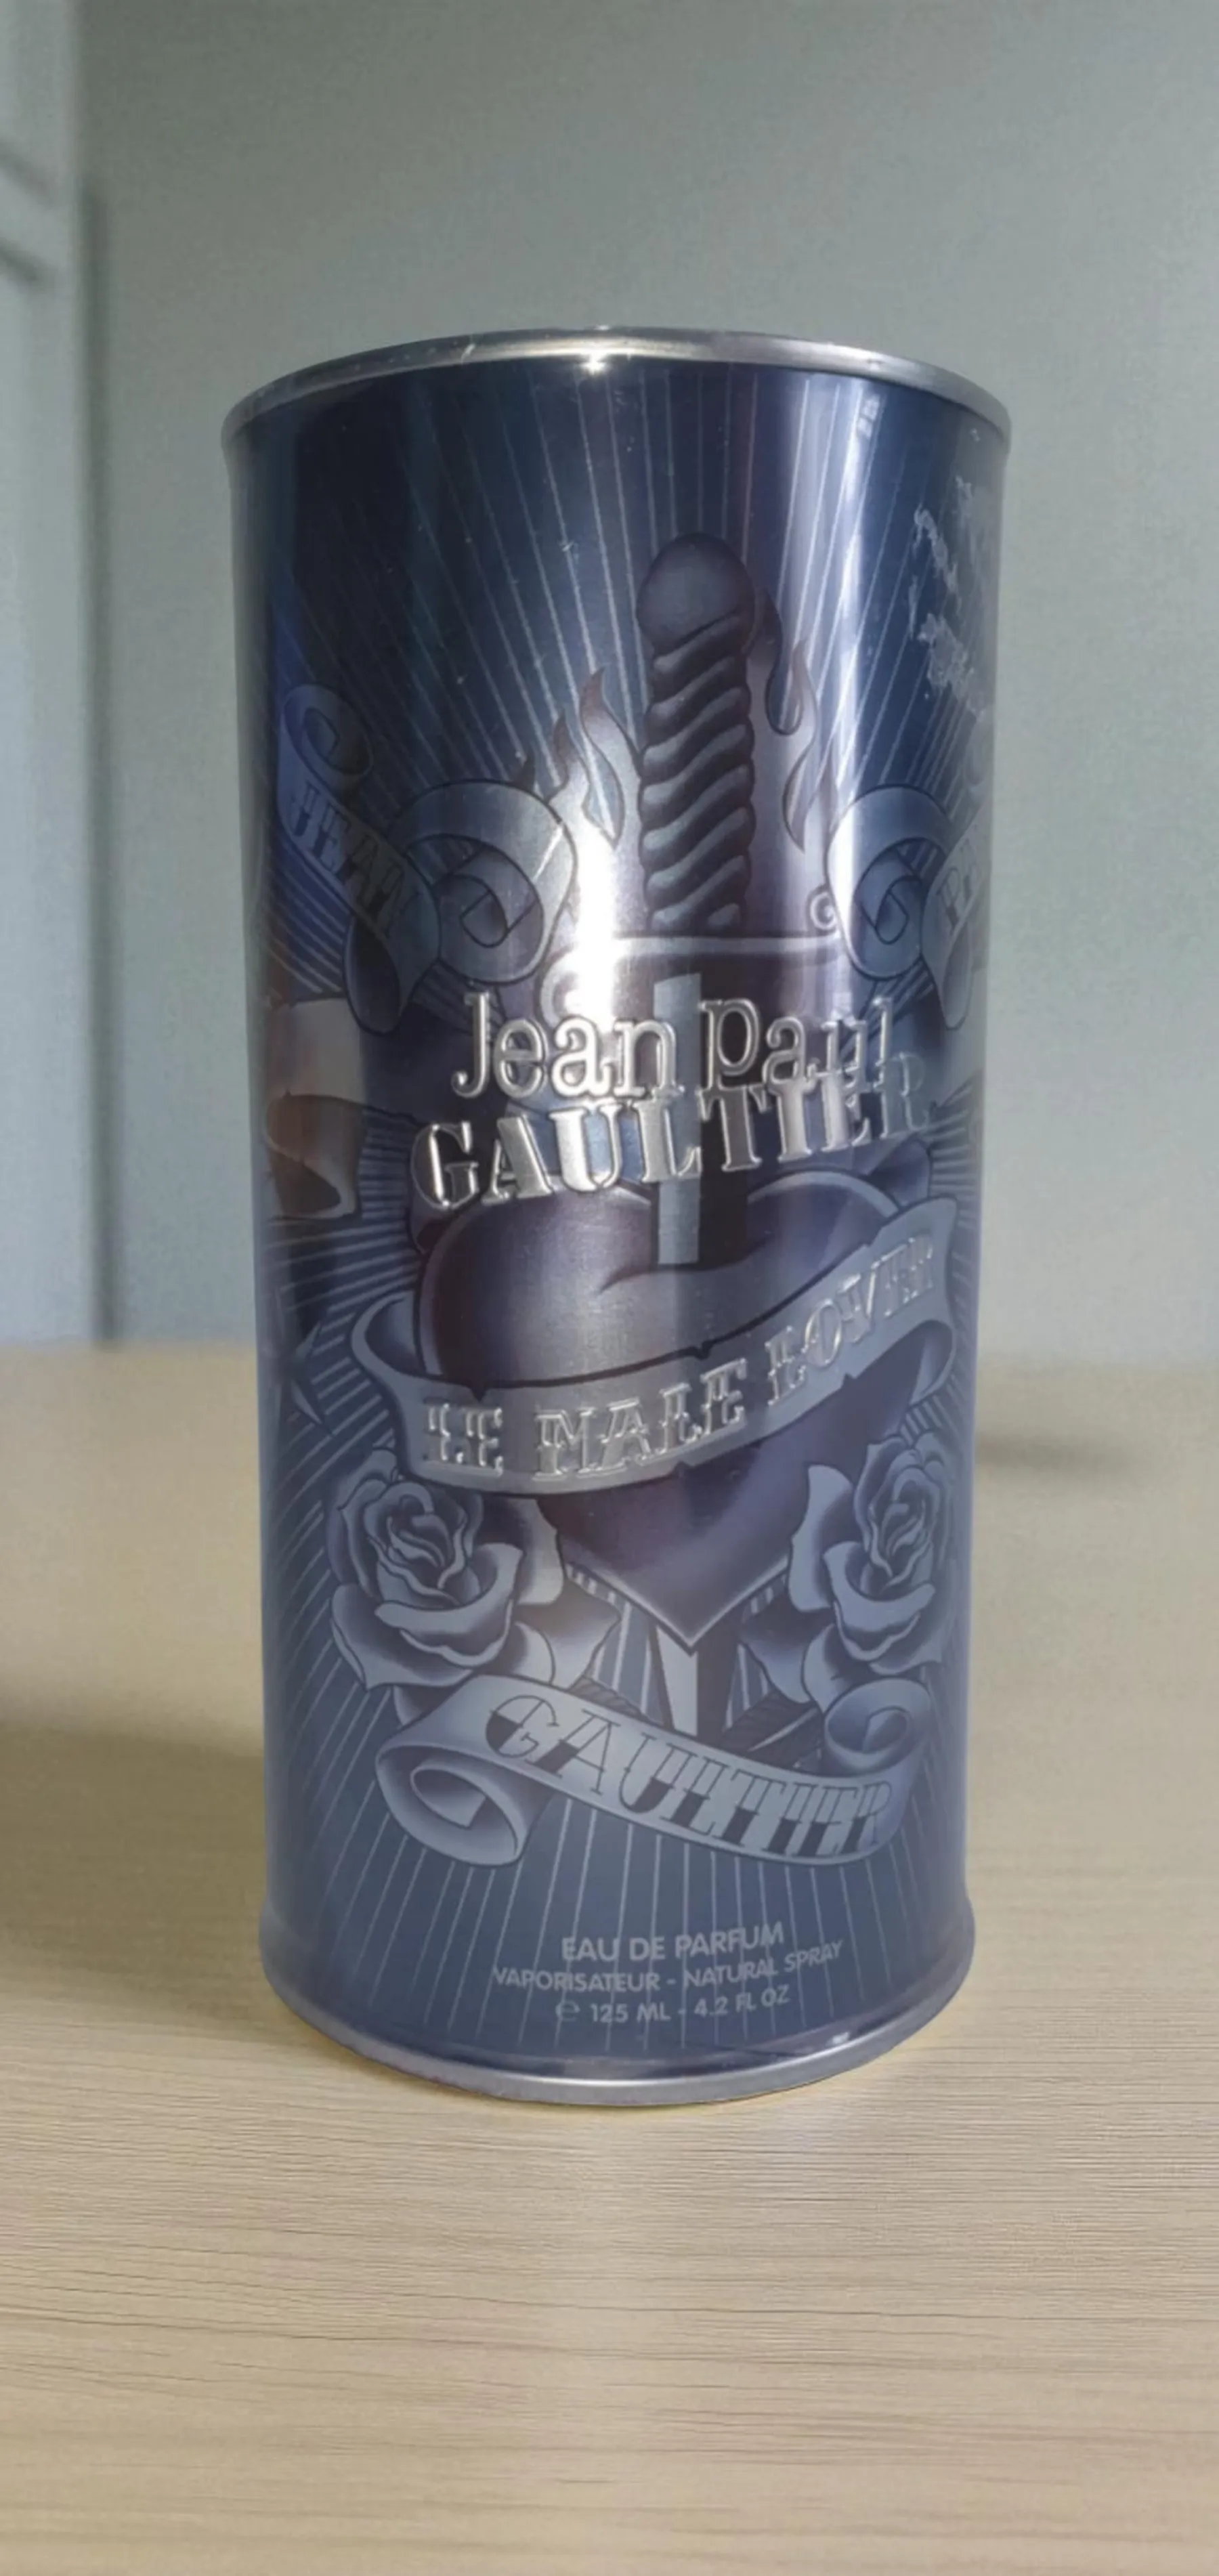 JEAN
Jean Paul
GAULTIER
LE MALE LOVER
GAULTIER
EAU DE PARFUM
VAPORISATEUR - NATURAL SPRAY
℮ 125 ML - 4.2 FL OZ